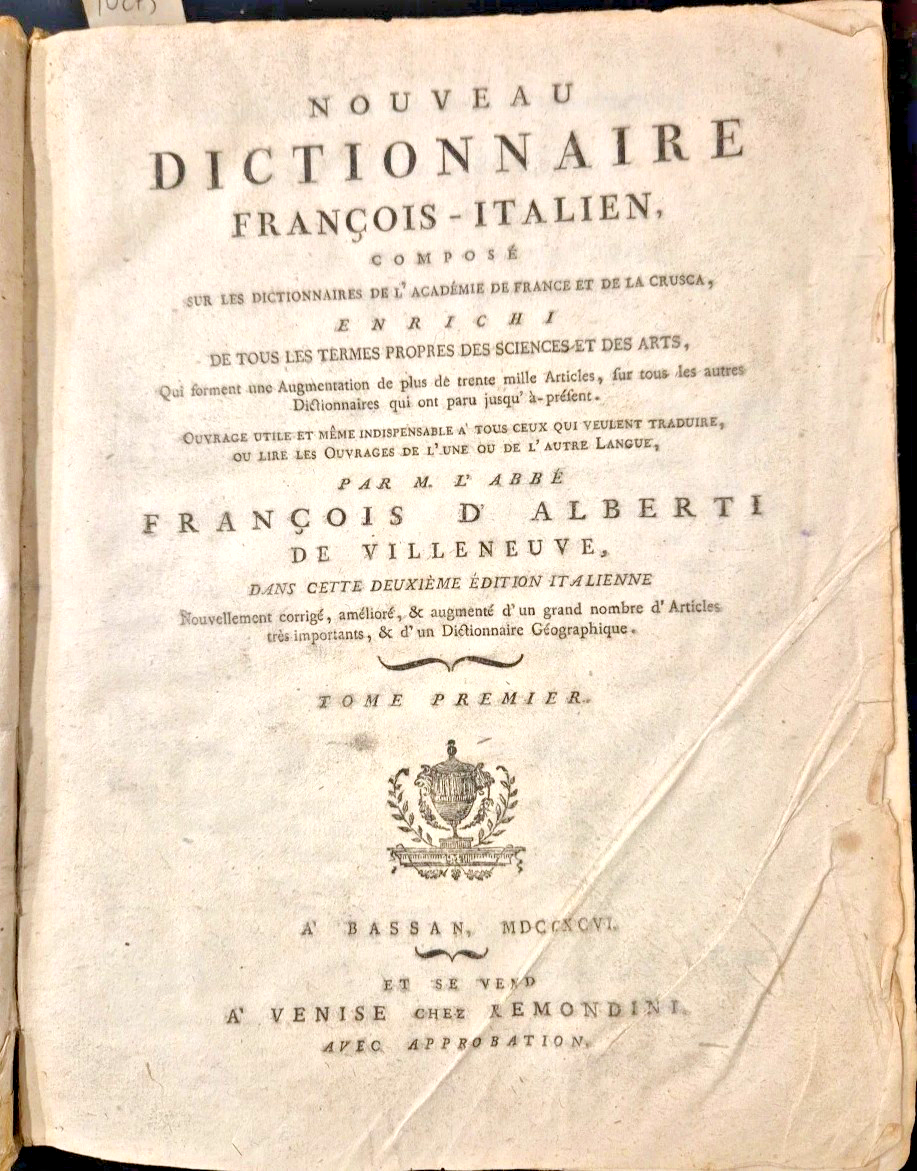 NOUVEAU
DICTIONNAIRE
FRANÇOIS-ITALIEN,
COMPOSÉ
SUR LES DICTIONNAIRES DE L'ACADÉMIE DE FRANCE ET DE LA CRUSCA,
ENRICHI
DE TOUS LES TERMES PROPRES DES SCIENCES ET DES ARTS,
Qui forment une Augmentation de plus de trente mille Articles, ſur tous les autres
Dictionnaires qui ont paru jusqu' à-préſent.
OUVRAGE UTILE ET MÊME INDISPENSABLE A' TOUS CEUX QUI VEULENT TRADUIRE,
OU LIRE LES OUVRAGES DE L'UNE OU DE L'AUTRE LANGUE,
PAR M. L'ABBÉ
FRANÇOIS D'ALBERTI
DE VILLENEUVE,
DANS CETTE DEUXIÈME ÉDITION ITALIENNE
Nouvellement corrigé, amélioré, & augmenté d'un grand nombre d'Articles
très importants, & d'un Dictionnaire Géographique.
TOME PREMIER.
A' BASSAN, MDCCXCVI.
ET SE VEND
A' VENISE CHEZ REMONDINI.
AVEC APPROBATION.